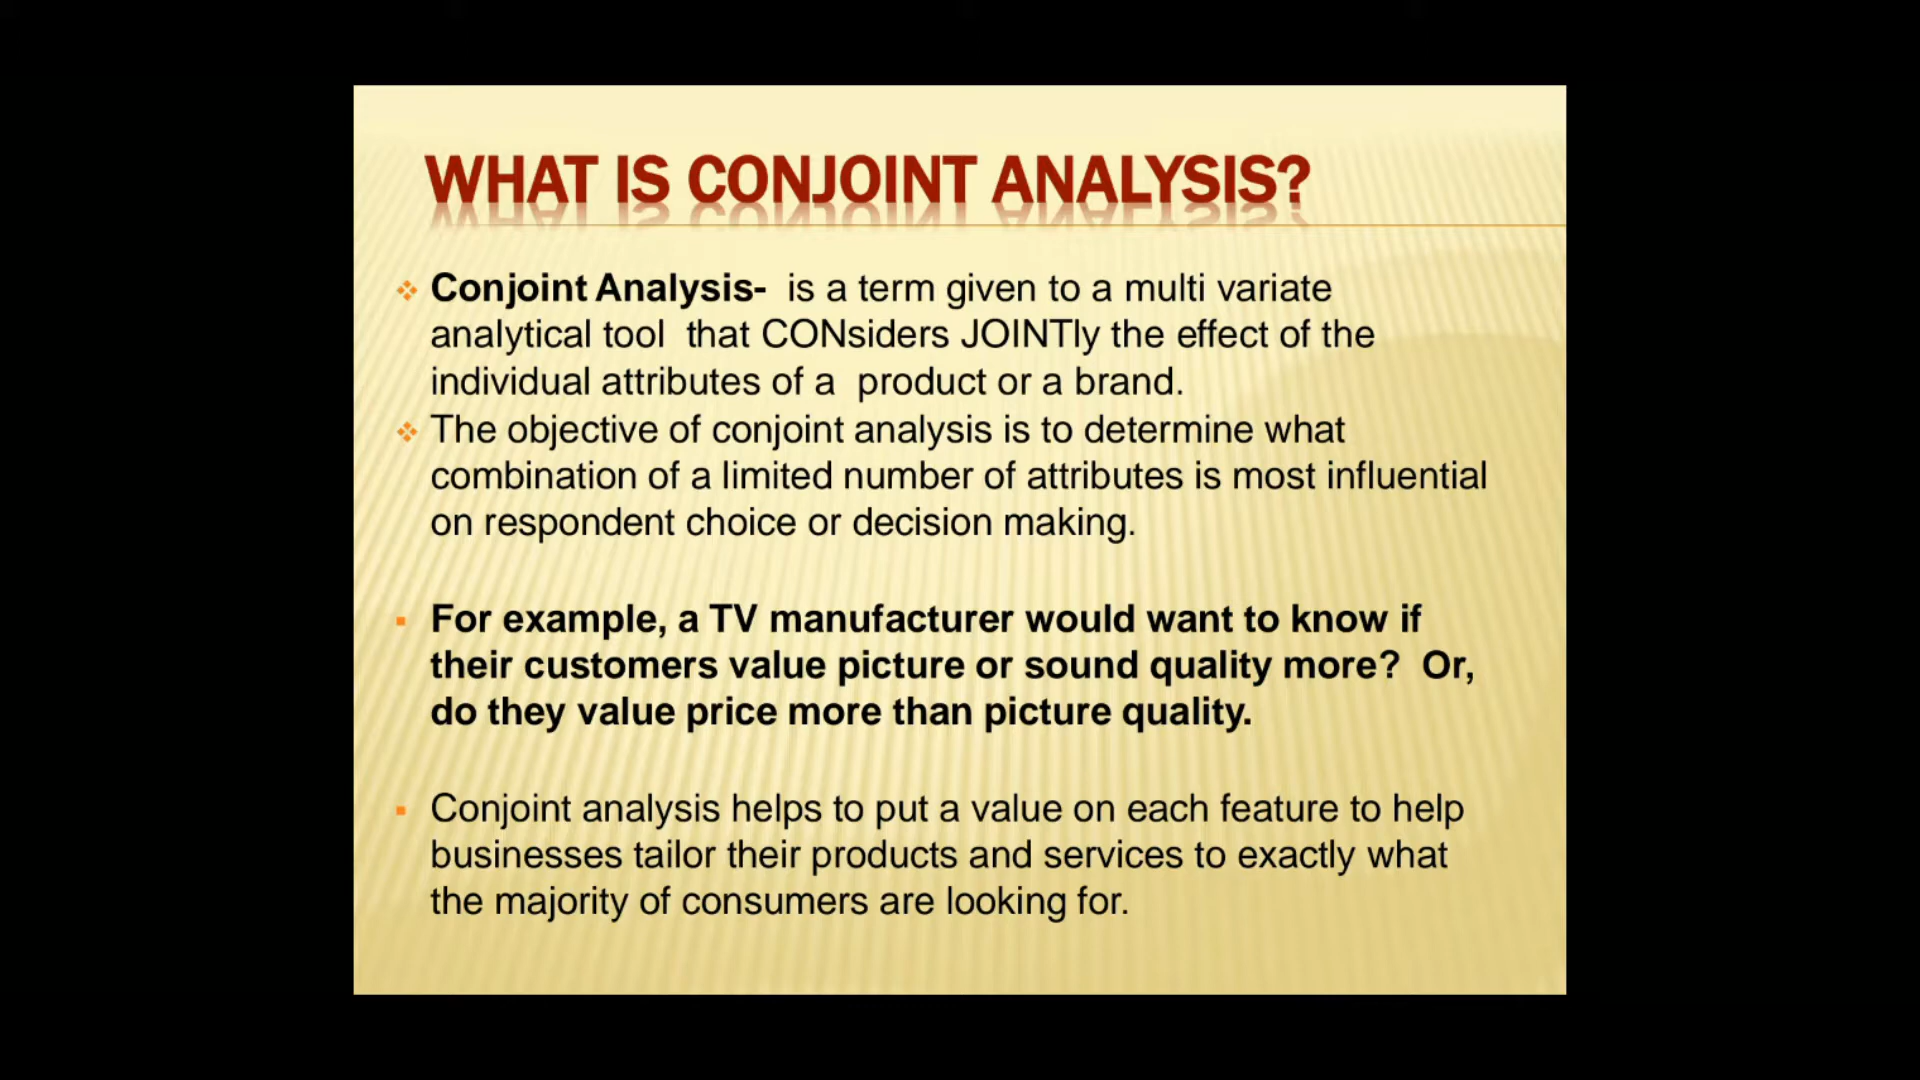 WHAT IS CONJOINT ANALYSIS?
Conjoint Analysis- is a term given to a multi variate
analytical tool that CONsiders JOINTly the effect of the
individual attributes of a product or a brand.
The objective of conjoint analysis is to determine what
combination of a limited number of attributes is most influential
on respondent choice or decision making.
For example, a TV manufacturer would want to know if
their customers value picture or sound quality more? Or,
do they value price more than picture quality.
Conjoint analysis helps to put a value on each feature to help
businesses tailor their products and services to exactly what
the majority of consumers are looking for.